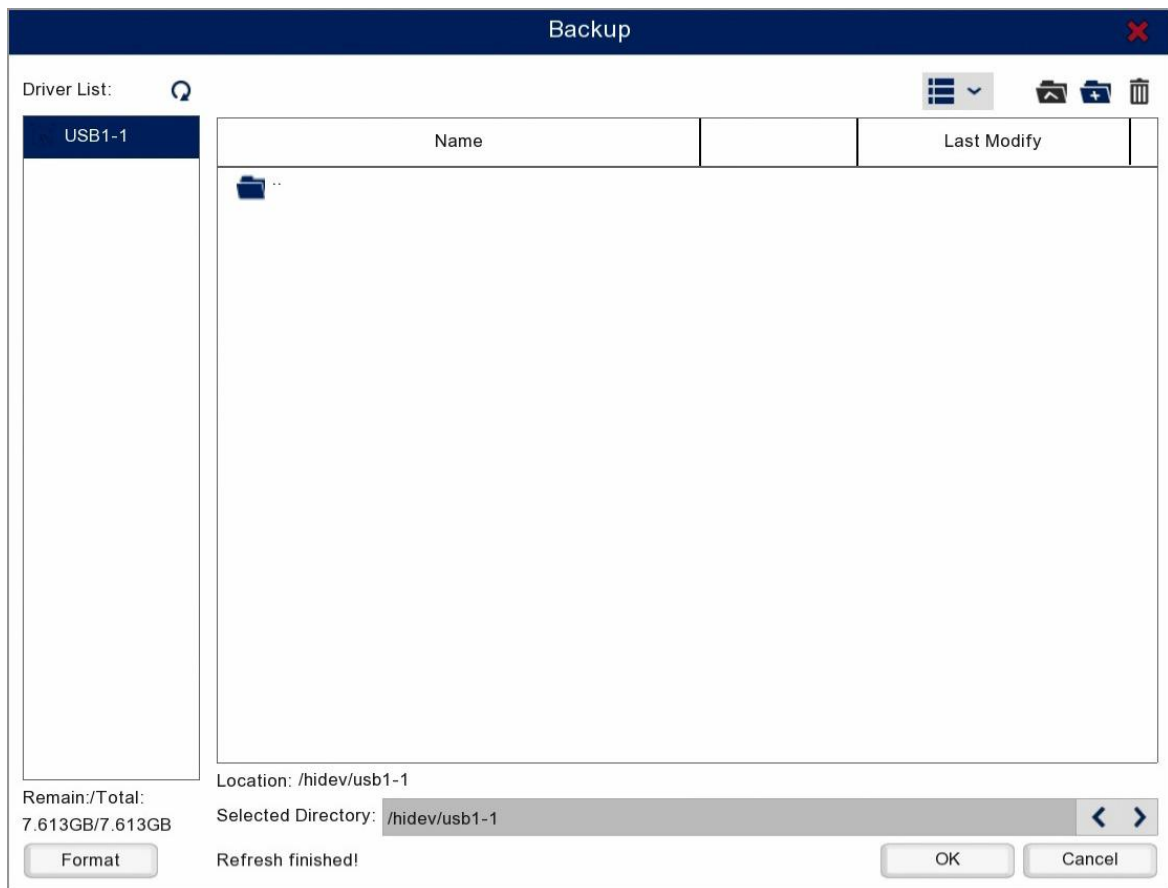 Backup
Driver List:
USB1-1
Name
Last Modify
..
Location: /hidev/usb1-1
Remain:/Total:
7.613GB/7.613GB
Selected Directory: /hidev/usb1-1
Format
Refresh finished!
OK
Cancel